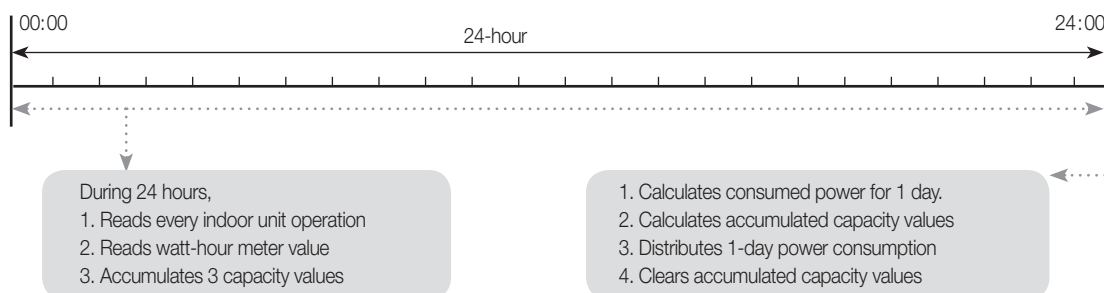 00:00
24:00
24-hour
During 24 hours,
1. Reads every indoor unit operation
2. Reads watt-hour meter value
3. Accumulates 3 capacity values
1. Calculates consumed power for 1 day.
2. Calculates accumulated capacity values
3. Distributes 1-day power consumption
4. Clears accumulated capacity values